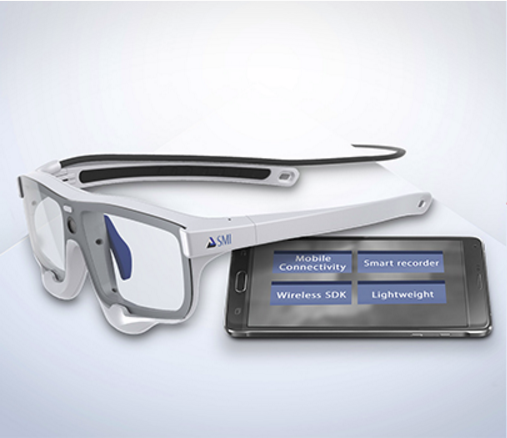 SMI
Mobile
Connectivity
Smart recorder
Wireless SDK
Lightweight